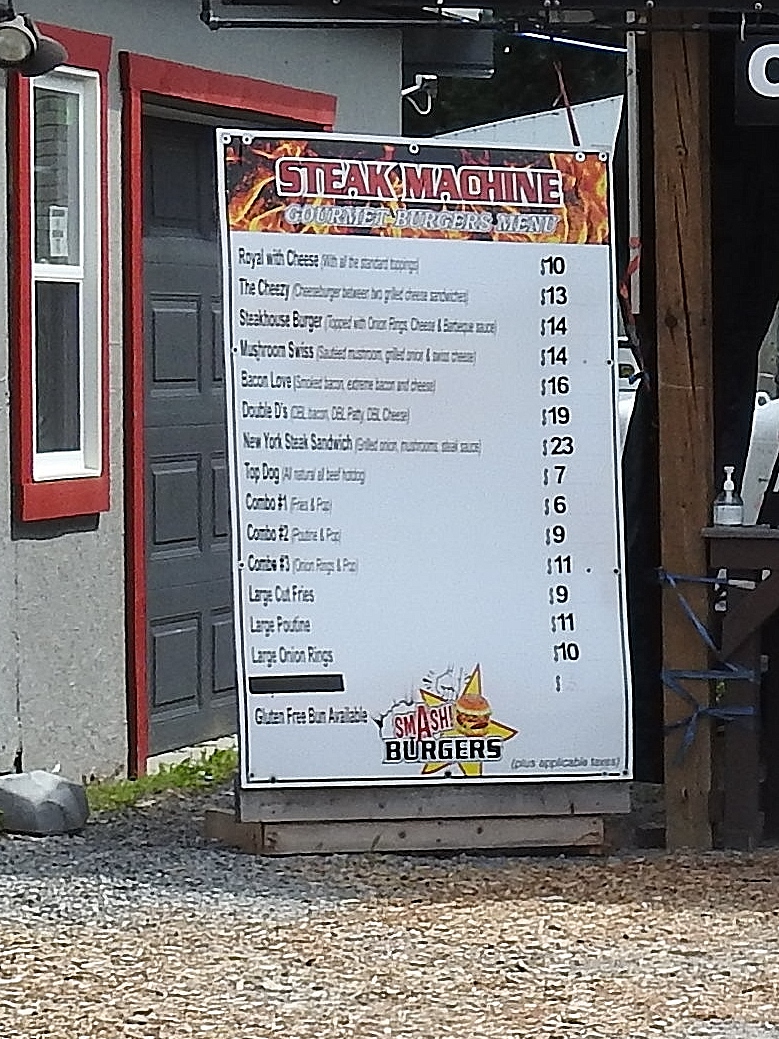 STEAK MACHINE
GOURMET BURGERS MENU
Royal with Cheese (With all the standard toppings) $10
The Cheezy (Cheeseburger between two grilled cheese sandwiches) $13
Steakhouse Burger (Topped with Onion Rings, Cheese & Barbeque sauce) $14
Mushroom Swiss (Sauteed mushroom, grilled onion & swiss cheese) $14
Bacon Love (Smoked bacon, extreme bacon and cheese) $16
Double D's (DBL bacon, DBL Patty, DBL Cheese) $19
New York Steak Sandwich (Grilled onion, mushrooms, steak sauce) $23
Top Dog (All natural all beef hotdog) $7
Combo #1 (Fries & Pop) $6
Combo #2 (Poutine & Pop) $9
Combo #3 (Onion Rings & Pop) $11
Large Cut Fries $9
Large Poutine $11
Large Onion Rings $10
$
Gluten Free Bun Available
SMASH!
BURGERS
(plus applicable taxes)